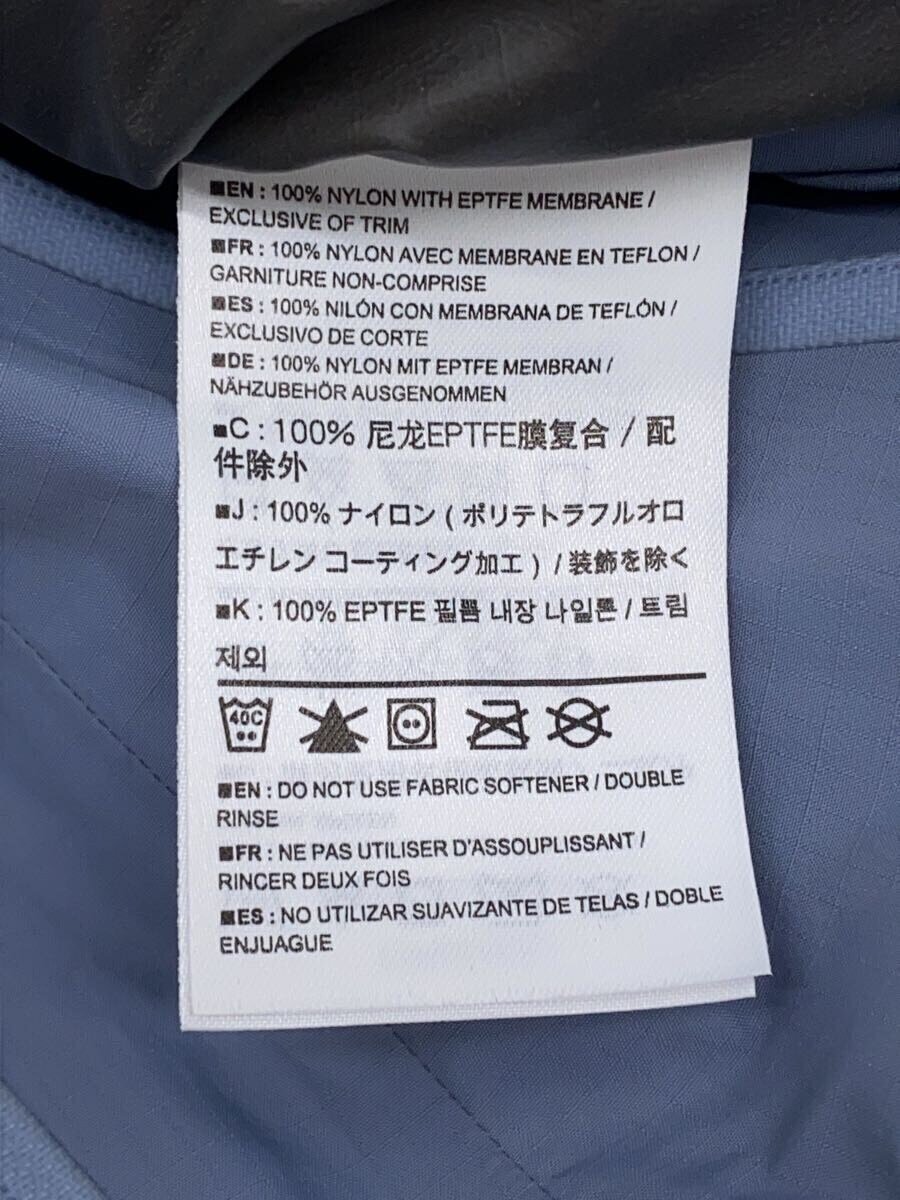 ■EN : 100% NYLON WITH EPTFE MEMBRANE /
EXCLUSIVE OF TRIM
■FR : 100% NYLON AVEC MEMBRANE EN TEFLON /
GARNITURE NON-COMPRISE
■ES : 100% NILÓN CON MEMBRANA DE TEFLÓN /
EXCLUSIVO DE CORTE
■DE : 100% NYLON MIT EPTFE MEMBRAN /
NÄHZUBEHÖR AUSGENOMMEN
■C : 100% 尼龙EPTFE膜复合 / 配
件除外
■J : 100% ナイロン ( ポリテトラフルオロ
エチレン コーティング加工 ) / 装飾を除く
■K : 100% EPTFE 필름 내장 나일론 / 트림
제외
40C
■EN : DO NOT USE FABRIC SOFTENER / DOUBLE
RINSE
■FR : NE PAS UTILISER D'ASSOUPLISSANT /
RINCER DEUX FOIS
■ES : NO UTILIZAR SUAVIZANTE DE TELAS / DOBLE
ENJUAGUE